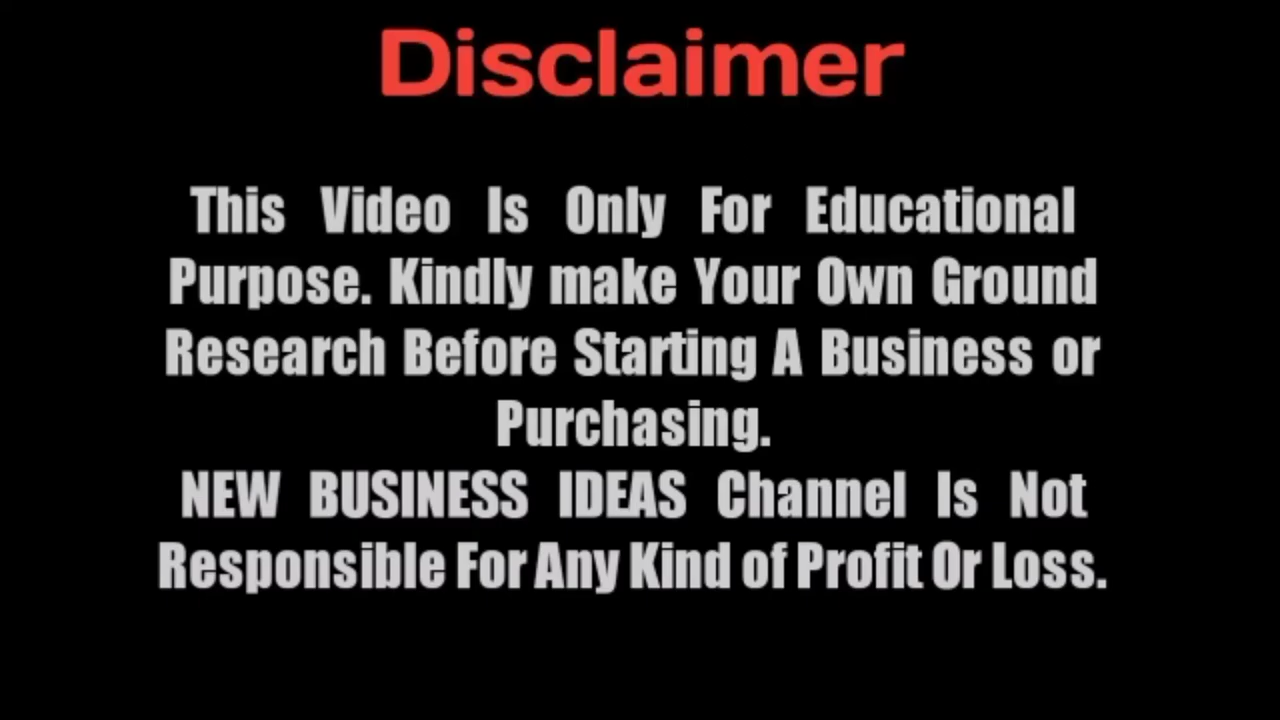 Disclaimer
This Video Is Only For Educational
Purpose. Kindly make Your Own Ground
Research Before Starting A Business or
Purchasing.
NEW BUSINESS IDEAS Channel Is Not
Responsible For Any Kind of Profit Or Loss.